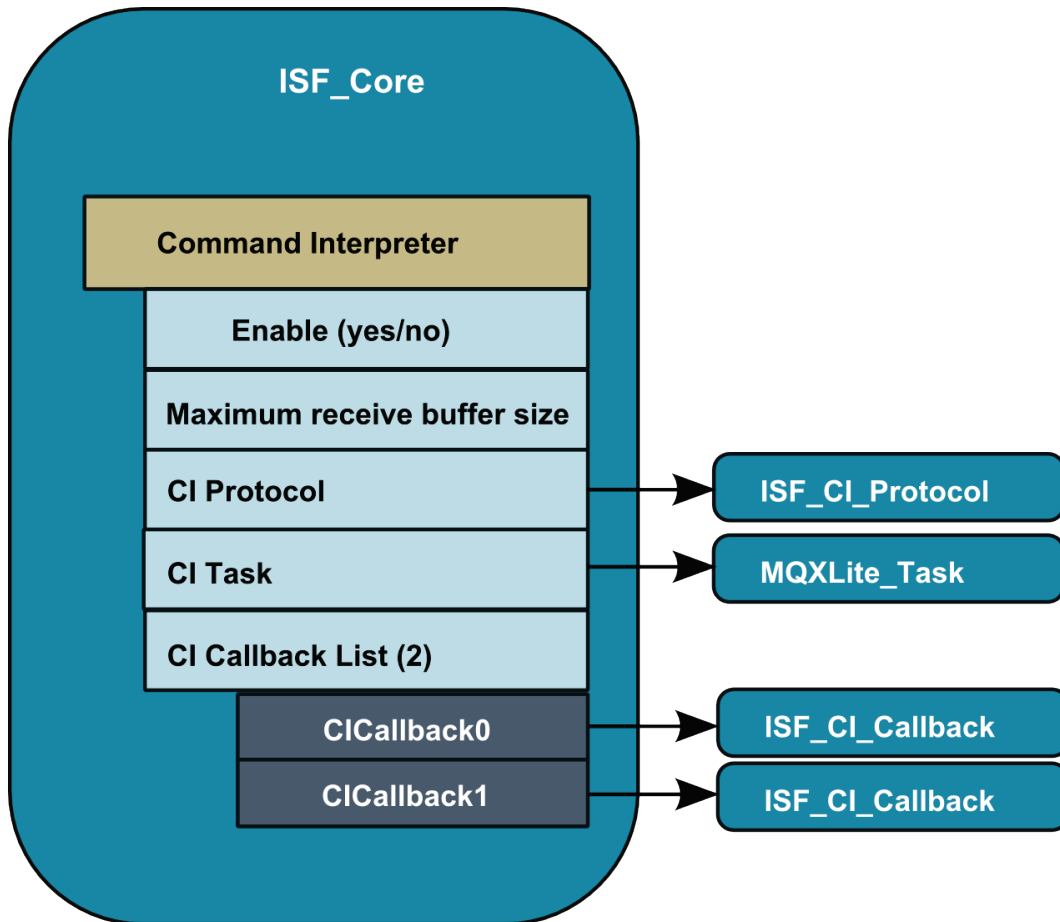 ISF_Core
Command Interpreter
Enable (yes/no)
Maximum receive buffer size
CI Protocol
ISF_CI_Protocol
CI Task
MQXLite_Task
CI Callback List (2)
CICallback0
ISF_CI_Callback
CICallback1
ISF_CI_Callback